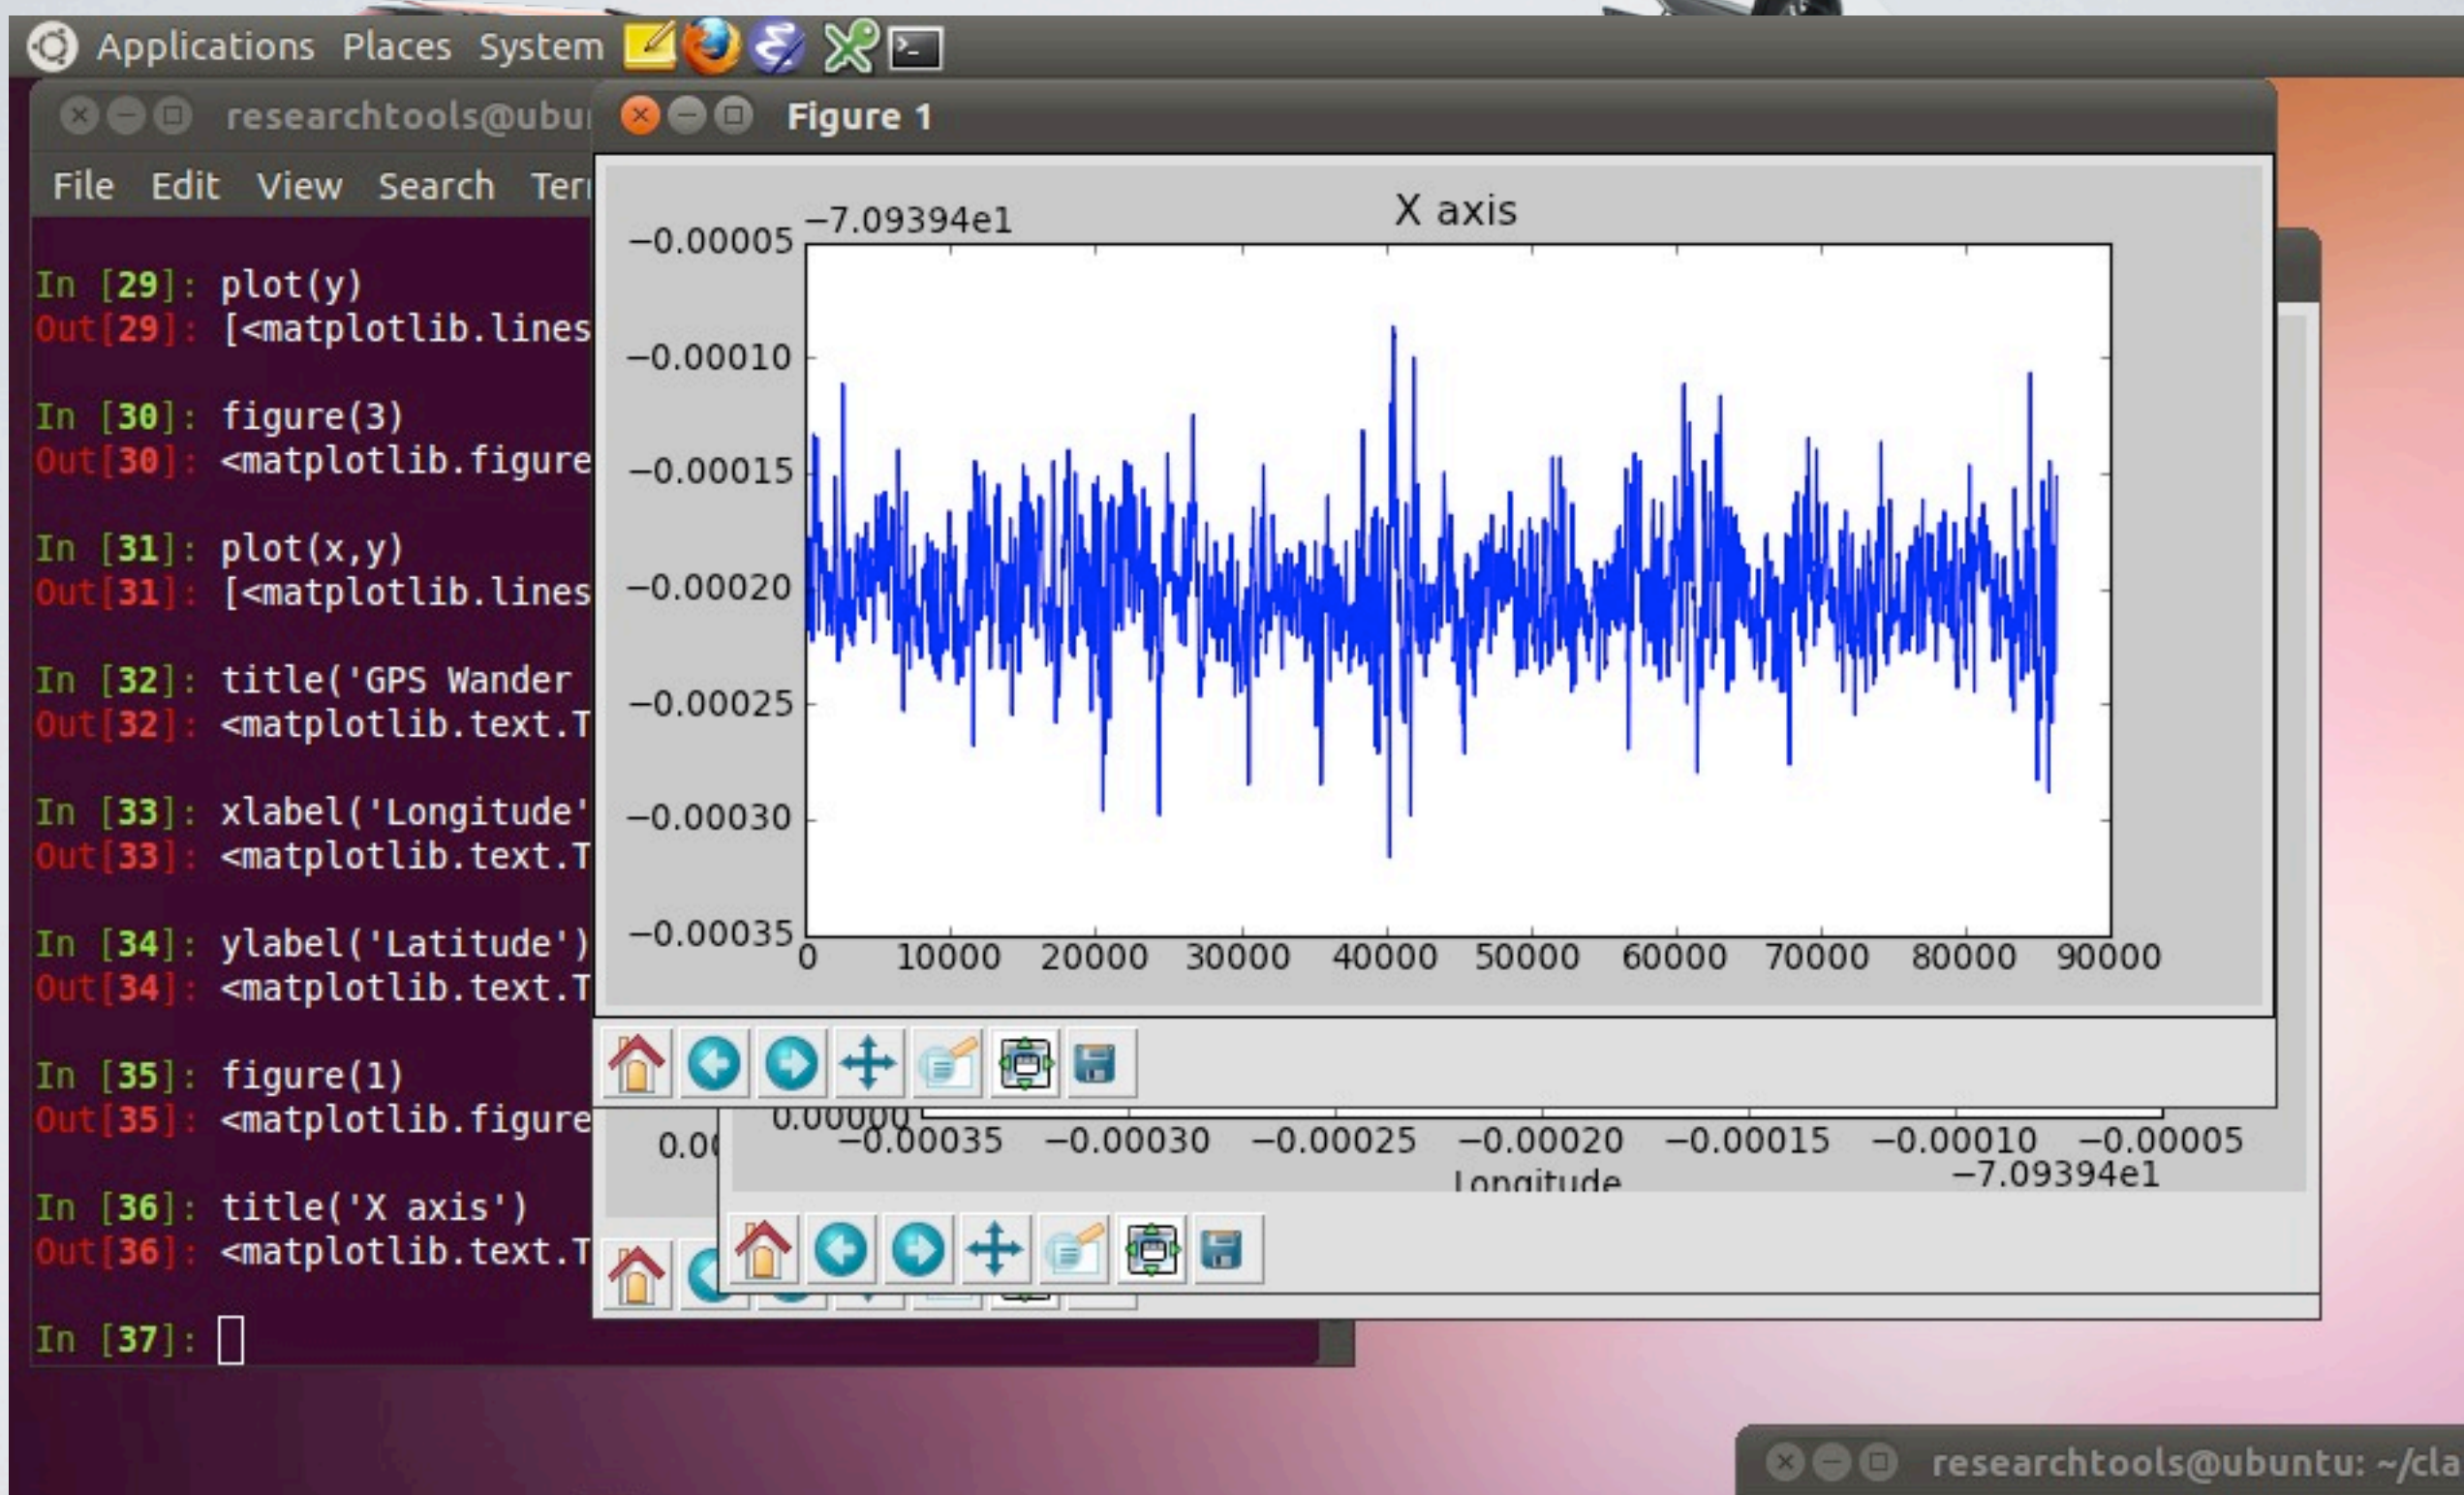 Applications Places System
researchtools@ubu
Figure 1
File Edit View Search Ter
In [29]: plot(y)
Out[29]: [<matplotlib.lines
In [30]: figure(3)
Out[30]: <matplotlib.figure
In [31]: plot(x,y)
Out[31]: [<matplotlib.lines
In [32]: title('GPS Wander
Out[32]: <matplotlib.text.T
In [33]: xlabel('Longitude'
Out[33]: <matplotlib.text.T
In [34]: ylabel('Latitude')
Out[34]: <matplotlib.text.T
In [35]: figure(1)
Out[35]: <matplotlib.figure
In [36]: title('X axis')
Out[36]: <matplotlib.text.T
In [37]:
X axis
−7.09394e1
−0.00005
−0.00010
−0.00015
−0.00020
−0.00025
−0.00030
−0.00035
0 10000 20000 30000 40000 50000 60000 70000 80000 90000
0.00
0.00000
−0.00035 −0.00030 −0.00025 −0.00020 −0.00015 −0.00010 −0.00005
Longitude
−7.09394e1
researchtools@ubuntu: ~/cla